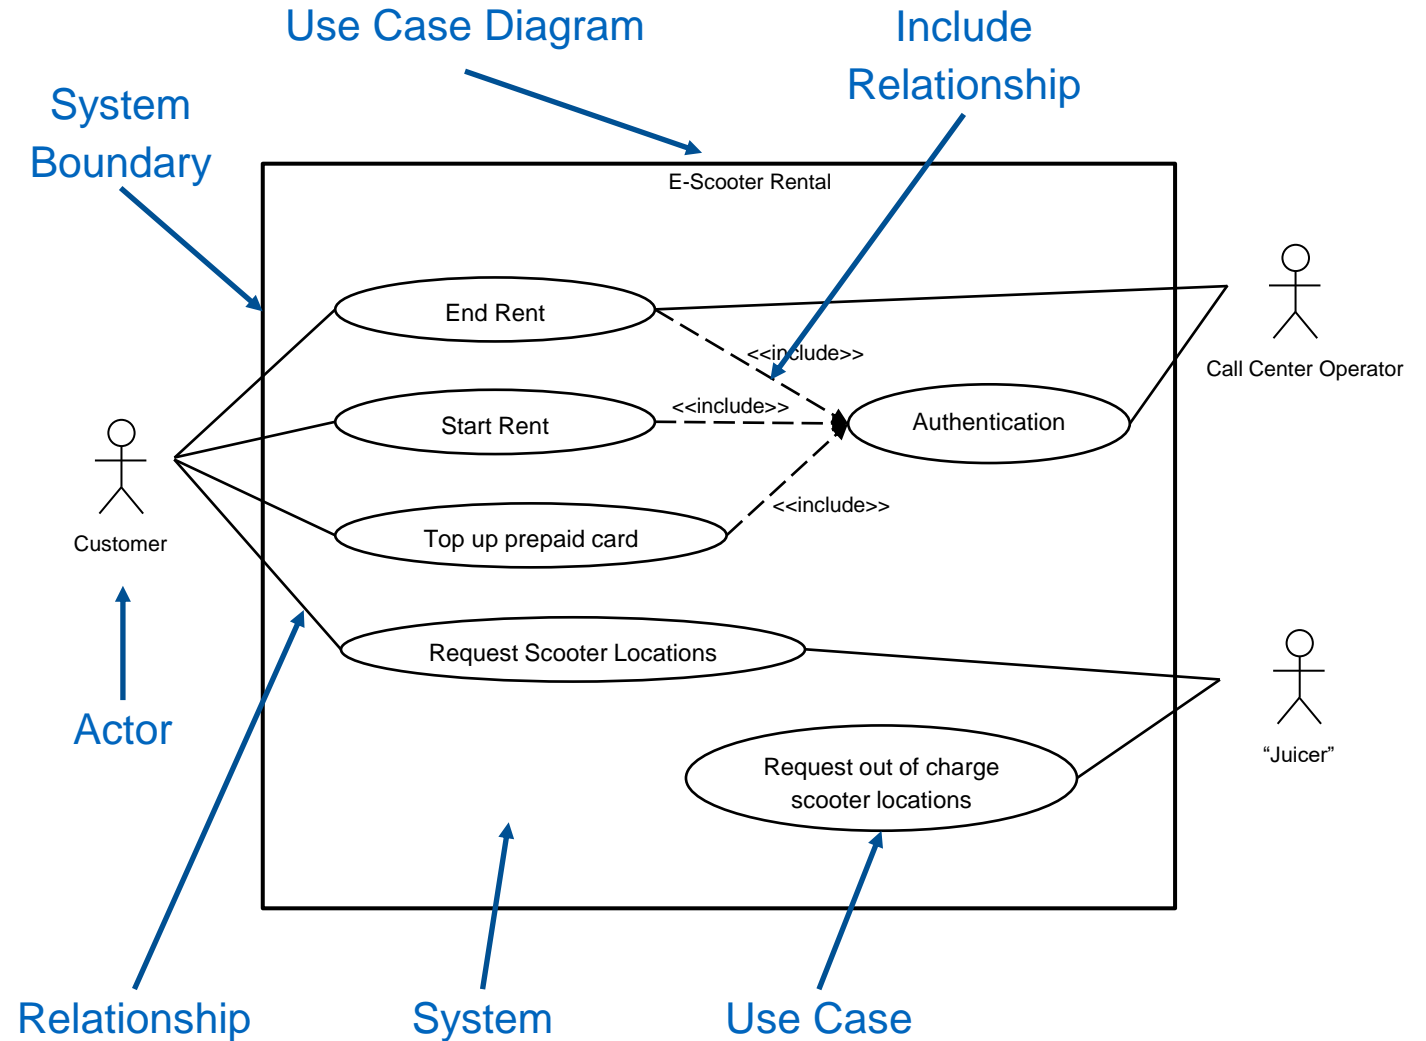 Use Case Diagram
Include
Relationship
System
Boundary
E-Scooter Rental
End Rent
<<include>>
Call Center Operator
<<include>>
Start Rent
Authentication
<<include>>
Top up prepaid card
Customer
Request Scooter Locations
Actor
Request out of charge
scooter locations
“Juicer”
Relationship
System
Use Case